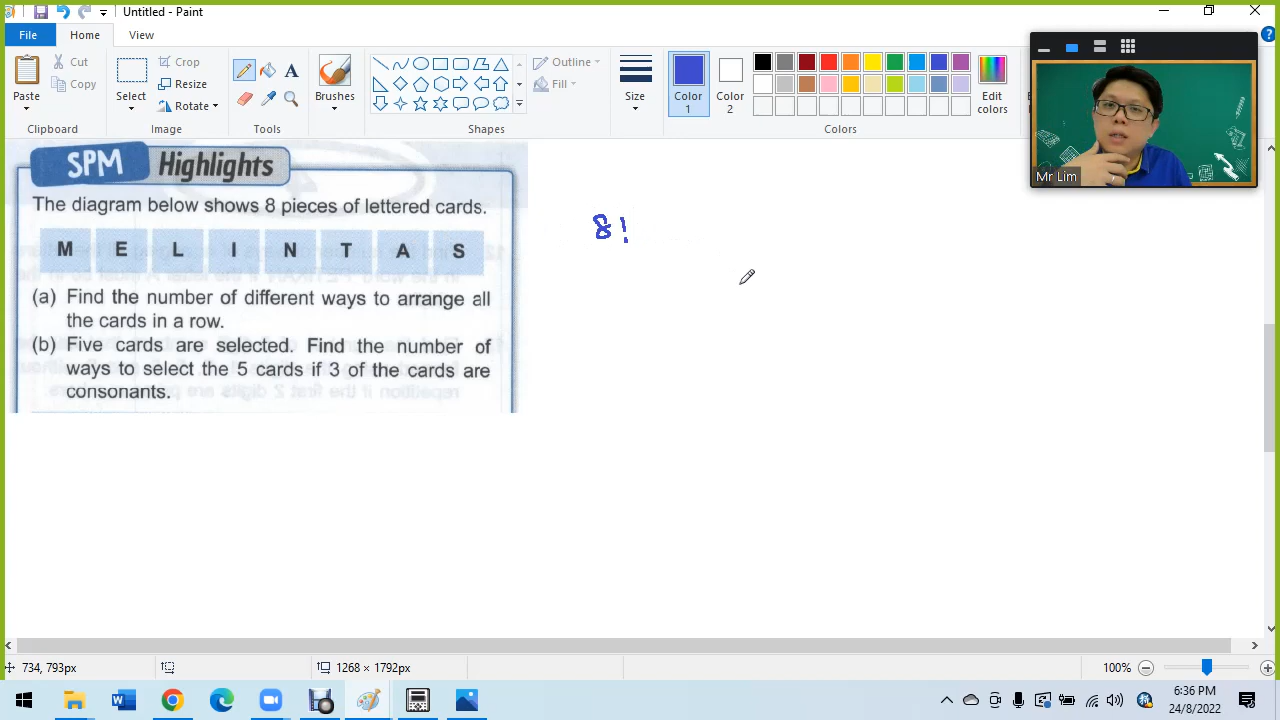 Untitled - Paint
File Home View
Paste
Cut
Copy
Clipboard
Select
Crop
Resize
Rotate
Image
A
Tools
Brushes
Outline
Fill
Shapes
Size
Color 1
Color 2
Edit colors
Colors
Mr Lim
SPM Highlights
The diagram below shows 8 pieces of lettered cards.
M E L I N T A S
(a) Find the number of different ways to arrange all
the cards in a row.
(b) Five cards are selected. Find the number of
ways to select the 5 cards if 3 of the cards are
consonants.
8!
734, 793px
1268 × 1792px
100%
6:36 PM
24/8/2022